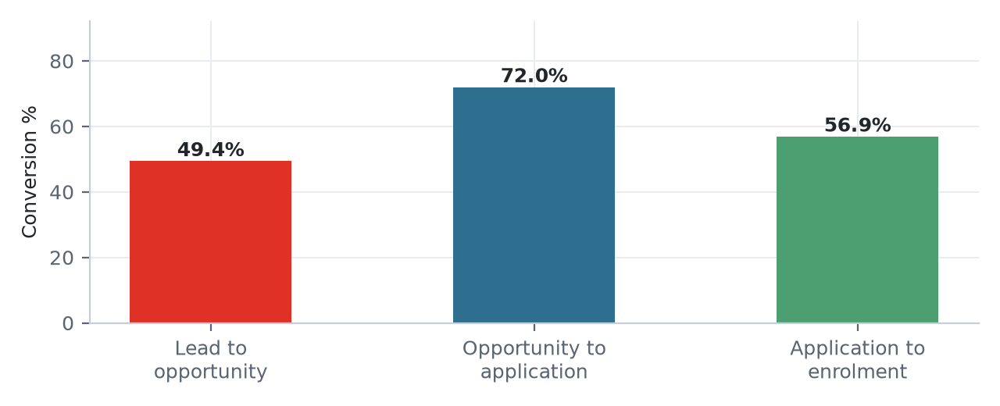 Conversion %
80
60
40
20
0
49.4%
72.0%
56.9%
Lead to
opportunity
Opportunity to
application
Application to
enrolment